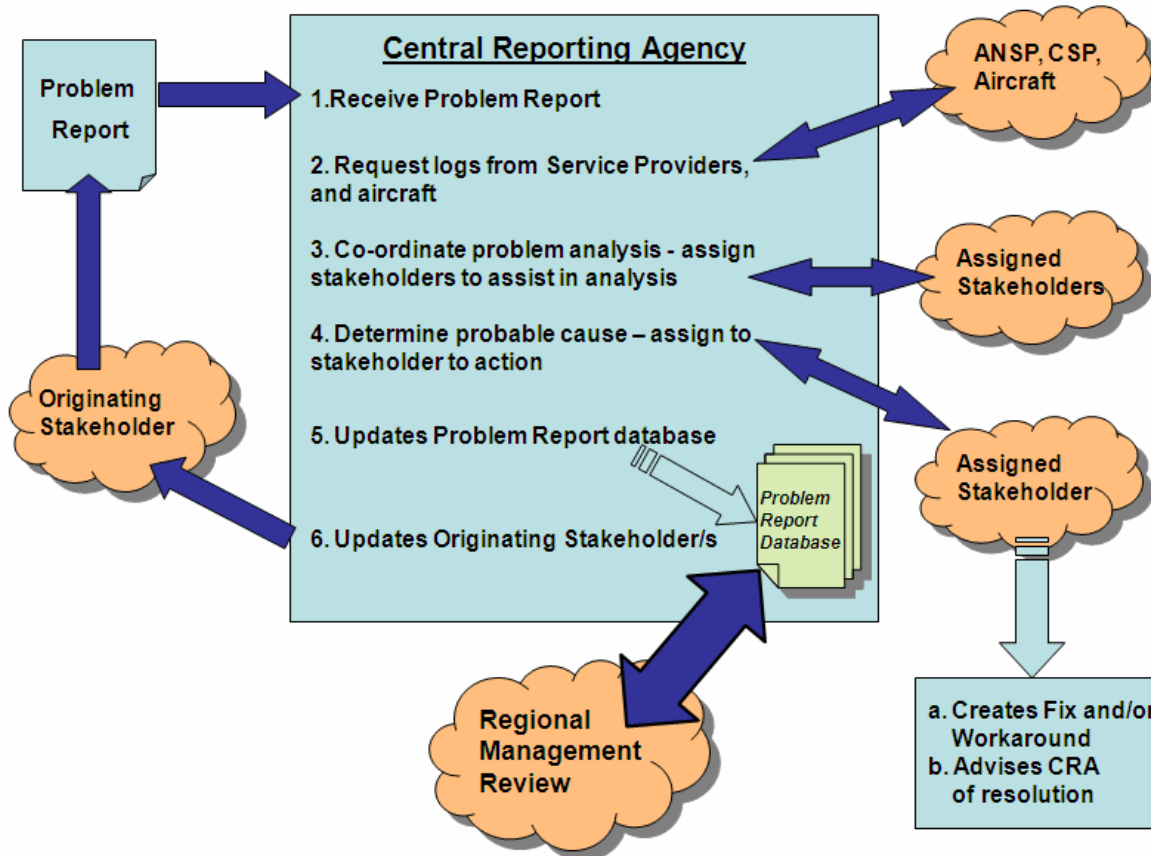 Problem
Report
Central Reporting Agency
1.Receive Problem Report
2. Request logs from Service Providers,
and aircraft
3. Co-ordinate problem analysis - assign
stakeholders to assist in analysis
4. Determine probable cause – assign to
stakeholder to action
5. Updates Problem Report database
6. Updates Originating Stakeholder/s
Problem
Report
Database
ANSP, CSP,
Aircraft
Assigned
Stakeholders
Assigned
Stakeholder
Originating
Stakeholder
Regional
Management
Review
a. Creates Fix and/or
Workaround
b. Advises CRA
of resolution